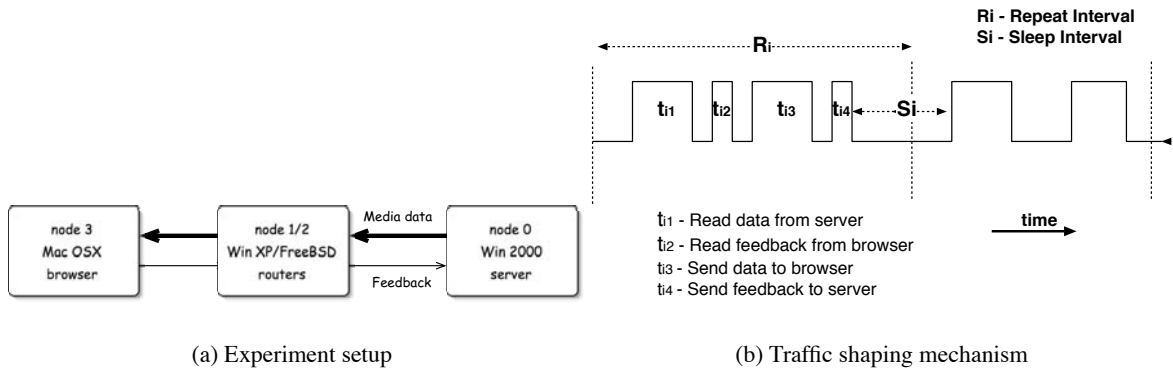 node 3
Mac OSX
browser
node 1/2
Win XP/FreeBSD
routers
Media data
Feedback
node 0
Win 2000
server
(a) Experiment setup
Ri - Repeat Interval
Si - Sleep Interval
Ri
ti1
ti2
ti3
ti4
Si
ti1 - Read data from server
ti2 - Read feedback from browser
ti3 - Send data to browser
ti4 - Send feedback to server
time
(b) Traffic shaping mechanism